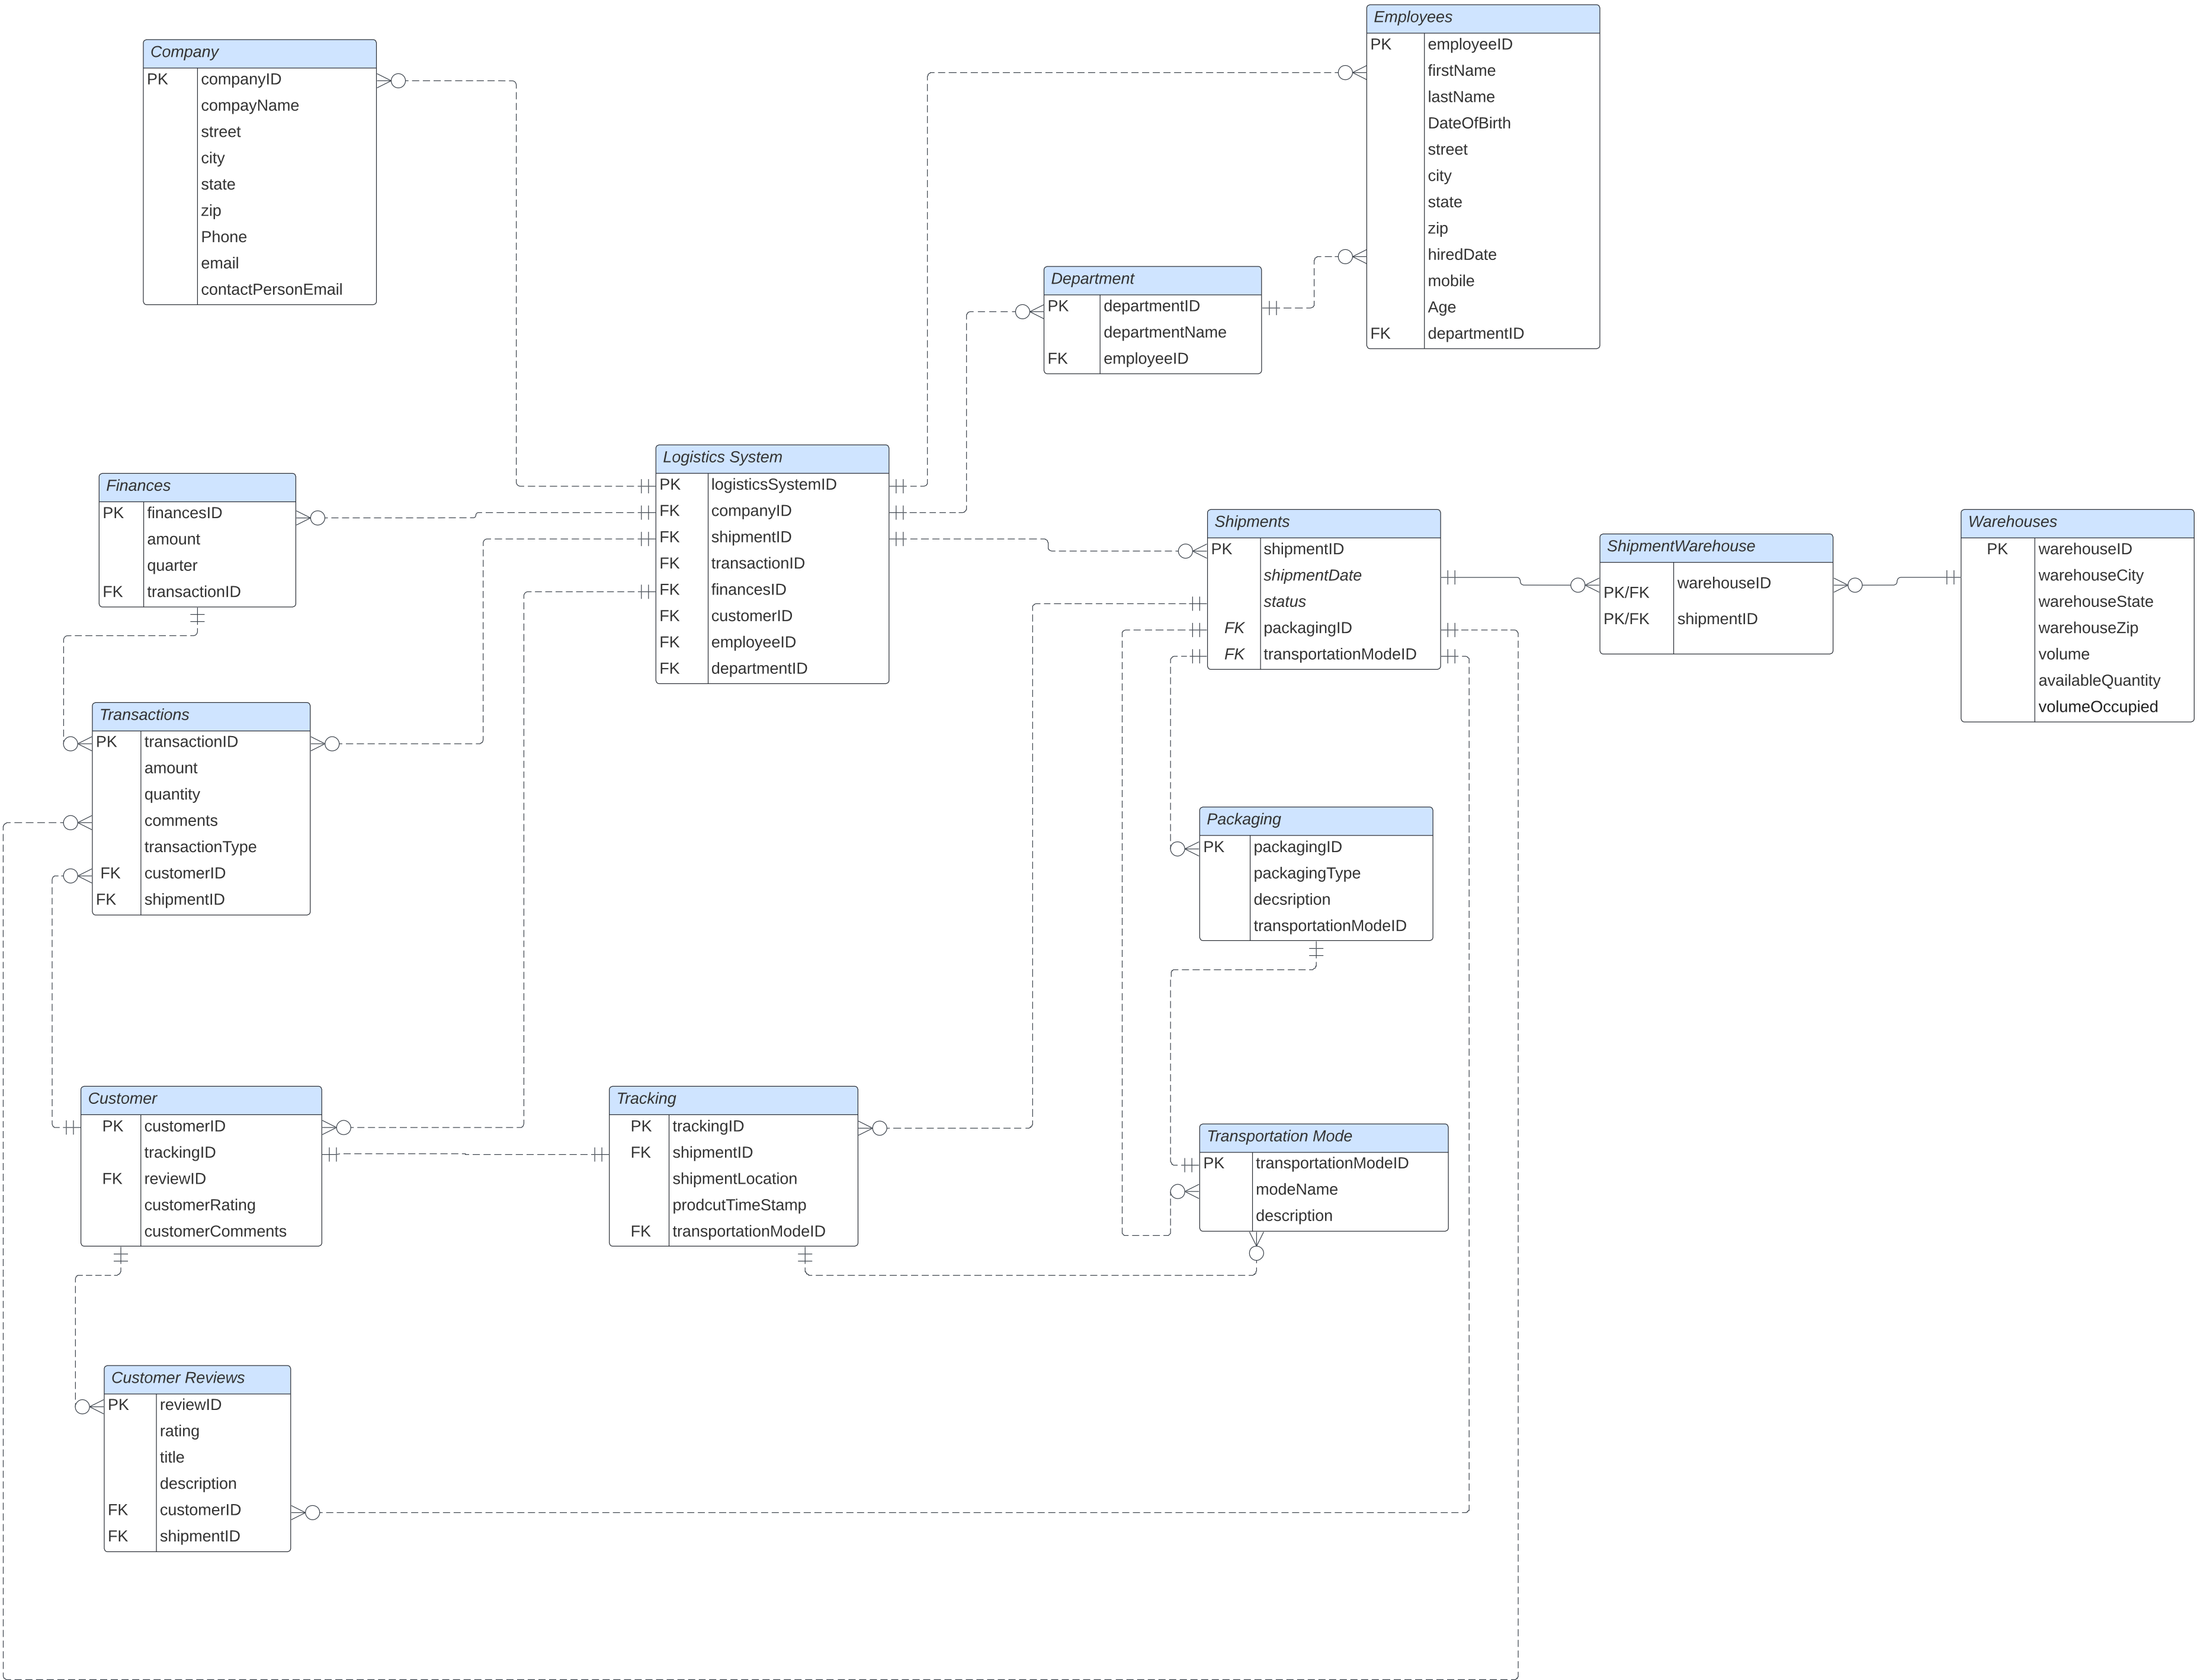 Company
PK companyID
compayName
street
city
state
zip
Phone
email
contactPersonEmail
Employees
PK employeeID
firstName
lastName
DateOfBirth
street
city
state
zip
hiredDate
mobile
Age
FK departmentID
Department
PK departmentID
departmentName
FK employeeID
Logistics System
PK logisticsSystemID
FK companyID
FK shipmentID
FK transactionID
FK financesID
FK customerID
FK employeeID
FK departmentID
Finances
PK financesID
amount
quarter
FK transactionID
Shipments
PK shipmentID
shipmentDate
status
FK packagingID
FK transportationModeID
ShipmentWarehouse
PK/FK warehouseID
PK/FK shipmentID
Warehouses
PK warehouseID
warehouseCity
warehouseState
warehouseZip
volume
availableQuantity
volumeOccupied
Transactions
PK transactionID
amount
quantity
comments
transactionType
FK customerID
FK shipmentID
Packaging
PK packagingID
packagingType
decsription
transportationModeID
Customer
PK customerID
trackingID
FK reviewID
customerRating
customerComments
Tracking
PK trackingID
FK shipmentID
shipmentLocation
prodcutTimeStamp
FK transportationModeID
Transportation Mode
PK transportationModeID
modeName
description
Customer Reviews
PK reviewID
rating
title
description
FK customerID
FK shipmentID